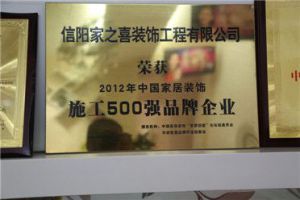 信阳家之喜装饰工程有限公司
荣获
2012年中国家居装饰
施工500强品牌企业
中